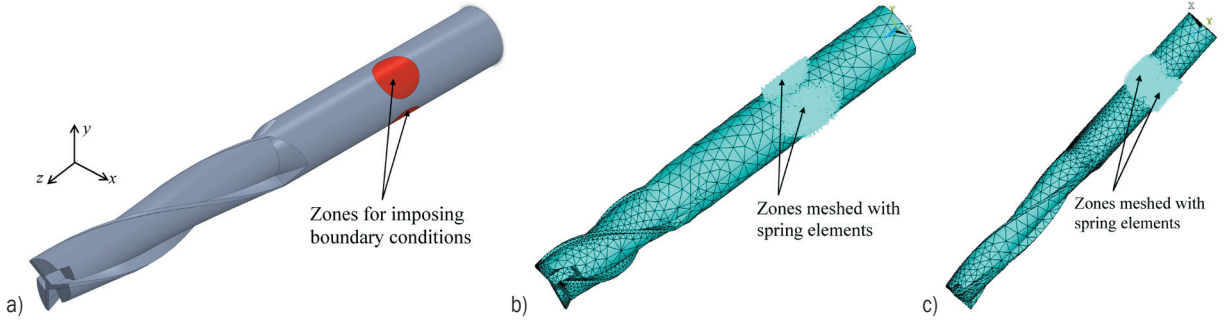 y
z
x
Zones for imposing
boundary conditions
a)
Y
X
Zones meshed with
spring elements
b)
X
Y
Zones meshed with
spring elements
c)